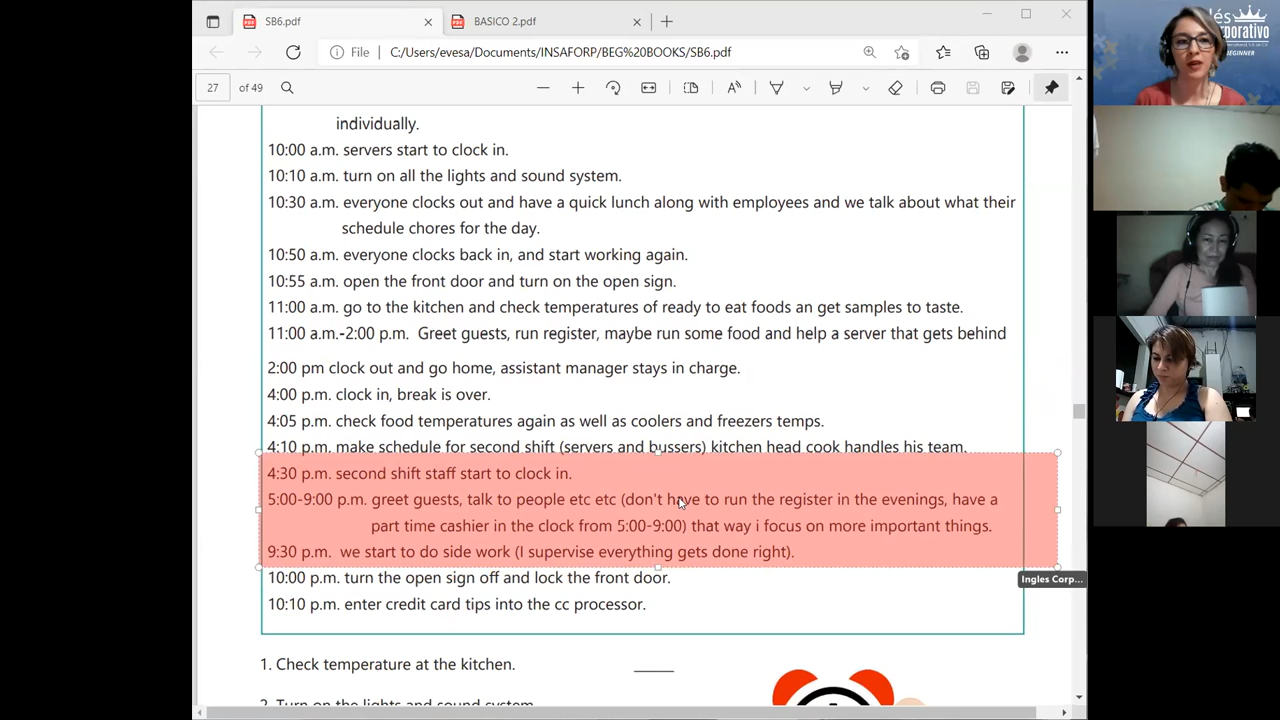 SB6.pdf
BASICO 2.pdf
File
C:/Users/evesa/Documents/INSAFORP/BEG%20BOOKS/SB6.pdf
27 of 49
individually.
10:00 a.m. servers start to clock in.
10:10 a.m. turn on all the lights and sound system.
10:30 a.m. everyone clocks out and have a quick lunch along with employees and we talk about what their
schedule chores for the day.
10:50 a.m. everyone clocks back in, and start working again.
10:55 a.m. open the front door and turn on the open sign.
11:00 a.m. go to the kitchen and check temperatures of ready to eat foods an get samples to taste.
11:00 a.m.-2:00 p.m. Greet guests, run register, maybe run some food and help a server that gets behind
2:00 pm clock out and go home, assistant manager stays in charge.
4:00 p.m. clock in, break is over.
4:05 p.m. check food temperatures again as well as coolers and freezers temps.
4:10 p.m. make schedule for second shift (servers and bussers) kitchen head cook handles his team.
4:30 p.m. second shift staff start to clock in.
5:00-9:00 p.m. greet guests, talk to people etc etc (don't have to run the register in the evenings, have a
part time cashier in the clock from 5:00-9:00) that way i focus on more important things.
9:30 p.m. we start to do side work (I supervise everything gets done right).
10:00 p.m. turn the open sign off and lock the front door.
10:10 p.m. enter credit card tips into the cc processor.
1. Check temperature at the kitchen.
2. Turn on the lights and sound system
Ingles Corp...
lés
rporativo
BEGINNER